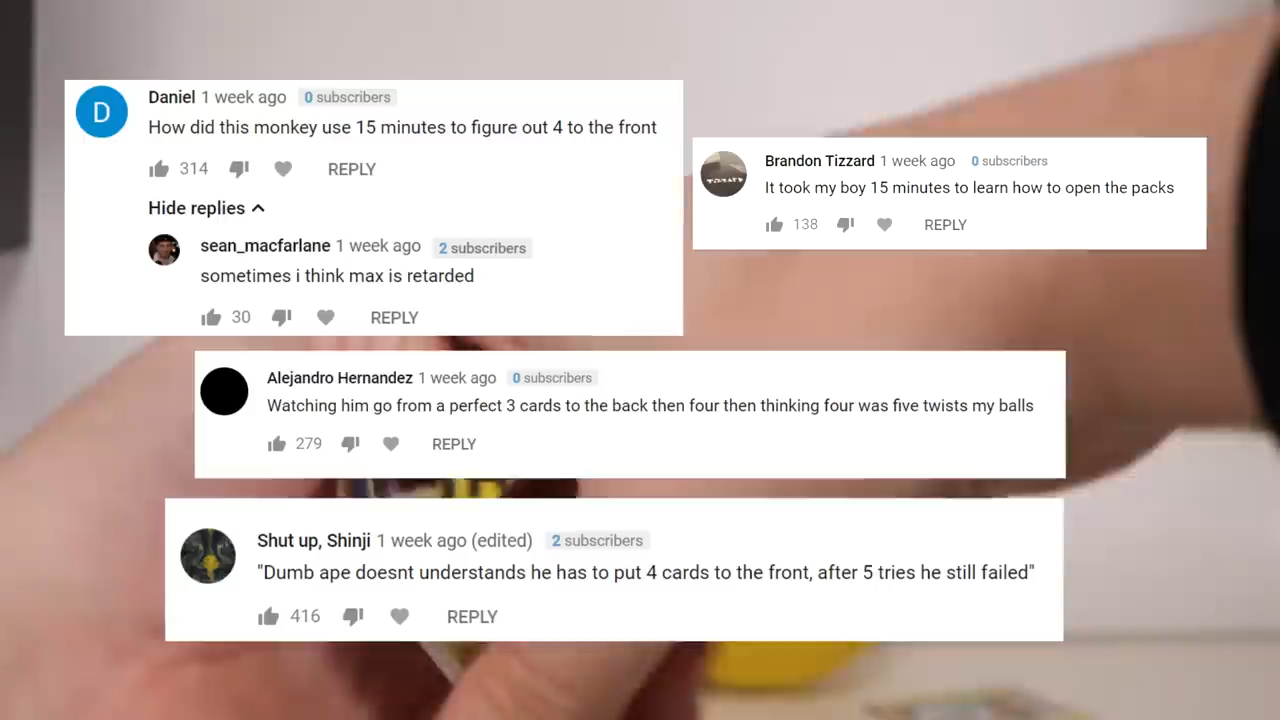 D
Daniel 1 week ago 0 subscribers
How did this monkey use 15 minutes to figure out 4 to the front
314 REPLY
Hide replies
sean_macfarlane 1 week ago 2 subscribers
sometimes i think max is retarded
30 REPLY
Brandon Tizzard 1 week ago 0 subscribers
It took my boy 15 minutes to learn how to open the packs
138 REPLY
Alejandro Hernandez 1 week ago 0 subscribers
Watching him go from a perfect 3 cards to the back then four then thinking four was five twists my balls
279 REPLY
Shut up, Shinji 1 week ago (edited) 2 subscribers
"Dumb ape doesnt understands he has to put 4 cards to the front, after 5 tries he still failed"
416 REPLY